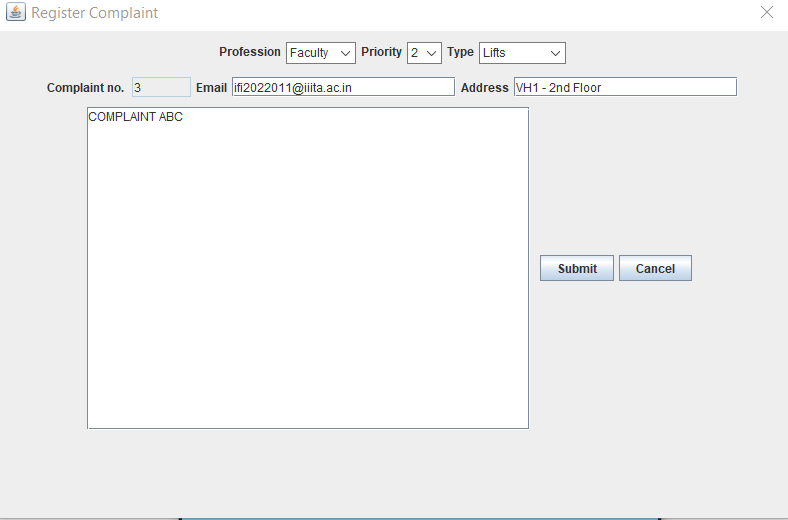 Register Complaint
Profession Faculty Priority 2 Type Lifts
Complaint no. 3 Email ifi2022011@iiita.ac.in Address VH1 - 2nd Floor
COMPLAINT ABC
Submit Cancel